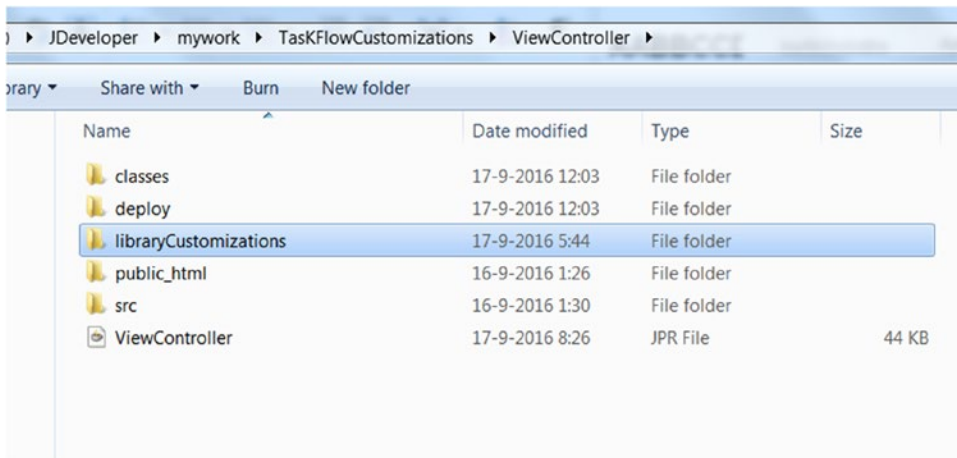 ) ▸ JDeveloper ▸ mywork ▸ TasKFlowCustomizations ▸ ViewController ▸
brary ▾ Share with ▾ Burn New folder
Name Date modified Type Size
classes 17-9-2016 12:03 File folder
deploy 17-9-2016 12:03 File folder
libraryCustomizations 17-9-2016 5:44 File folder
public_html 16-9-2016 1:26 File folder
src 16-9-2016 1:30 File folder
ViewController 17-9-2016 8:26 JPR File 44 KB